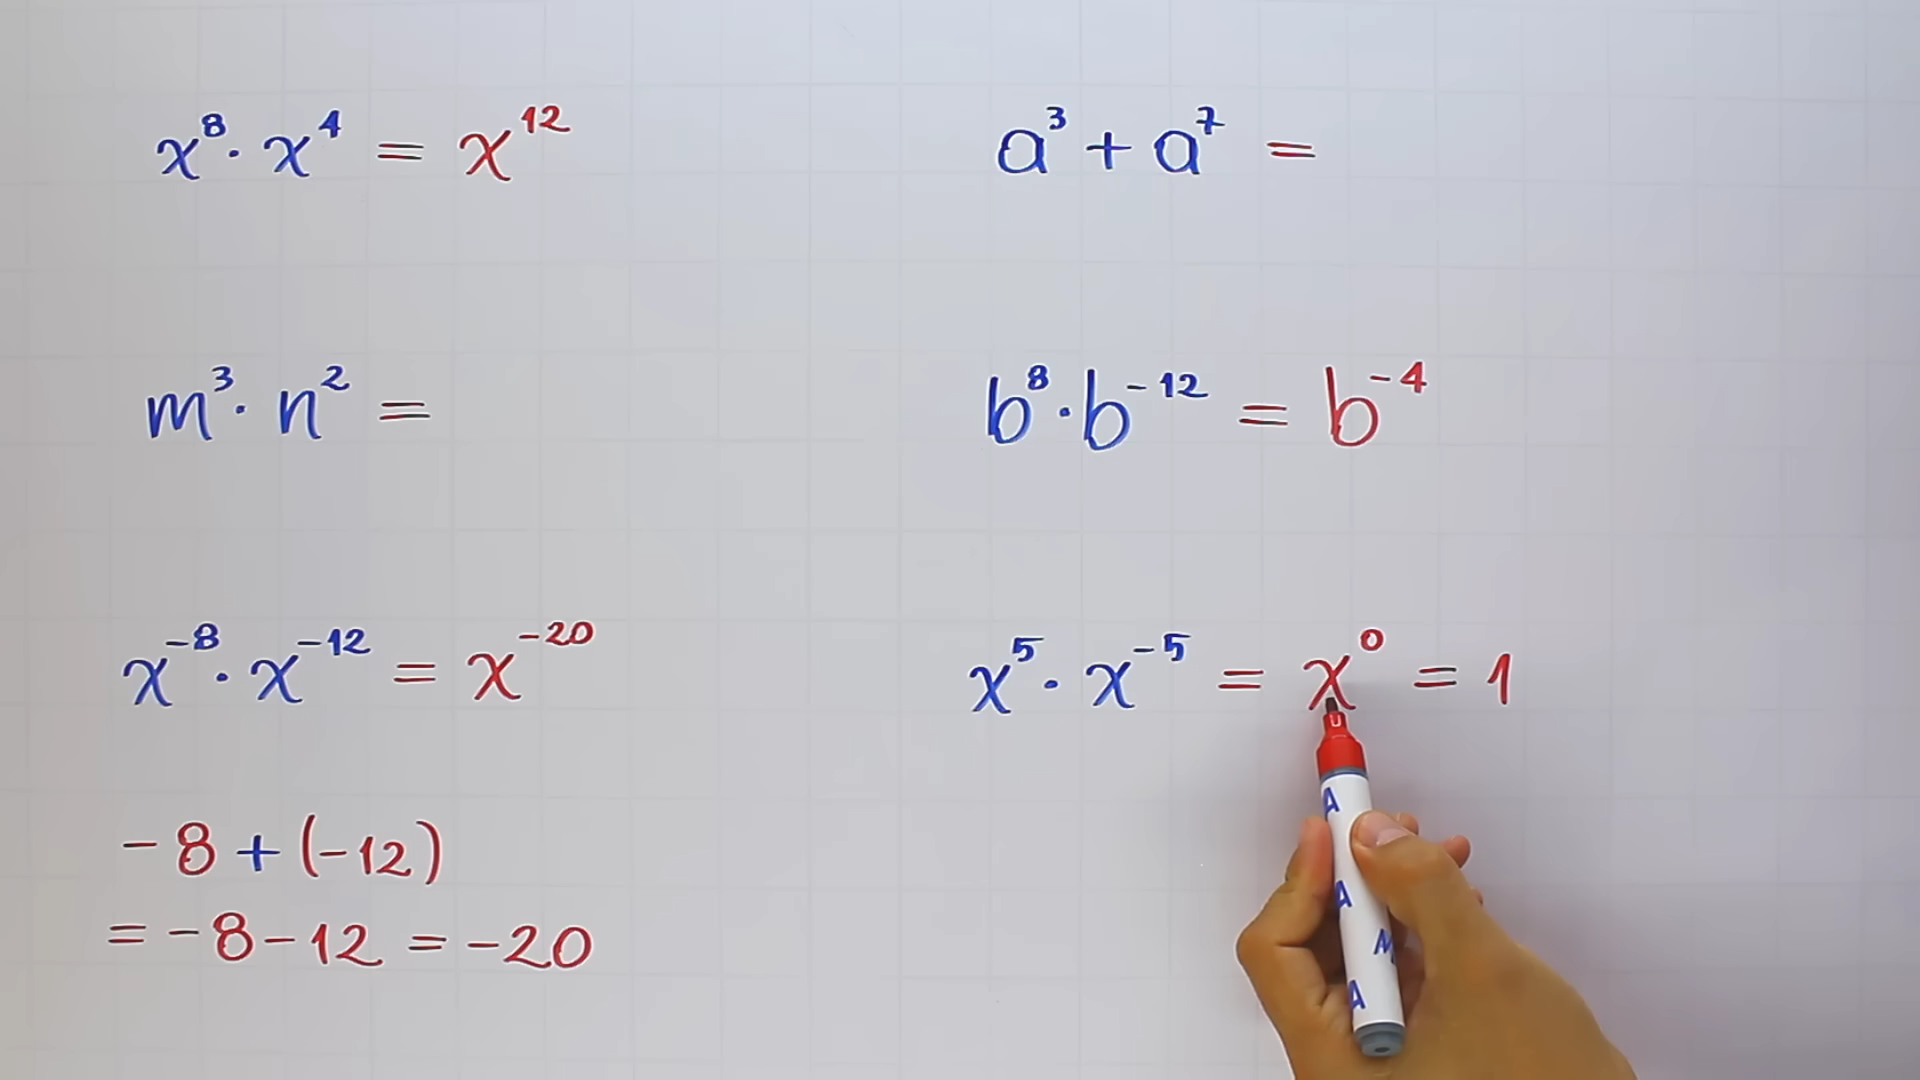 x⁸ · x⁴ = x¹²
a³ + a⁷ =
m³ · n² =
b⁸ · b⁻¹² = b⁻⁴
x⁻⁸ · x⁻¹² = x⁻²⁰
x⁵ · x⁻⁵ = x⁰ = 1
-8 + (-12)
= -8 - 12 = -20
A
A
M
A